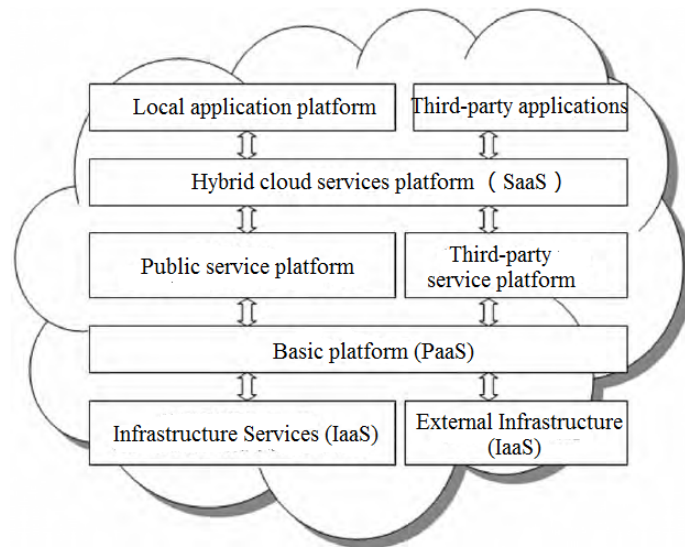 Local application platform
Third-party applications
Hybrid cloud services platform （ SaaS ）
Public service platform
Third-party
service platform
Basic platform (PaaS)
Infrastructure Services (IaaS)
External Infrastructure
(IaaS)